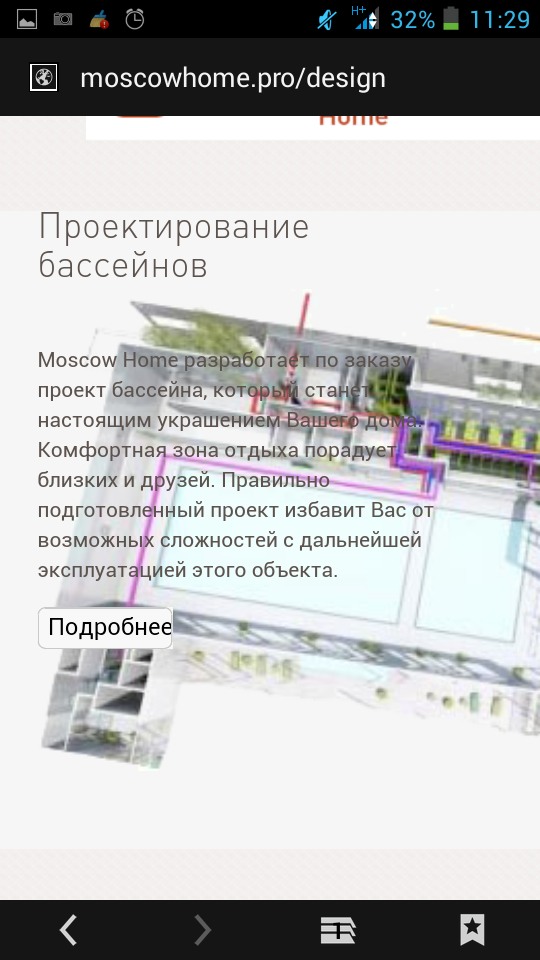 H+ 32% 11:29
moscowhome.pro/design
Home
Проектирование
бассейнов
Moscow Home разработает по заказу
проект бассейна, который станет
настоящим украшением Вашего дома.
Комфортная зона отдыха порадует
близких и друзей. Правильно
подготовленный проект избавит Вас от
возможных сложностей с дальнейшей
эксплуатацией этого объекта.
Подробнее
1